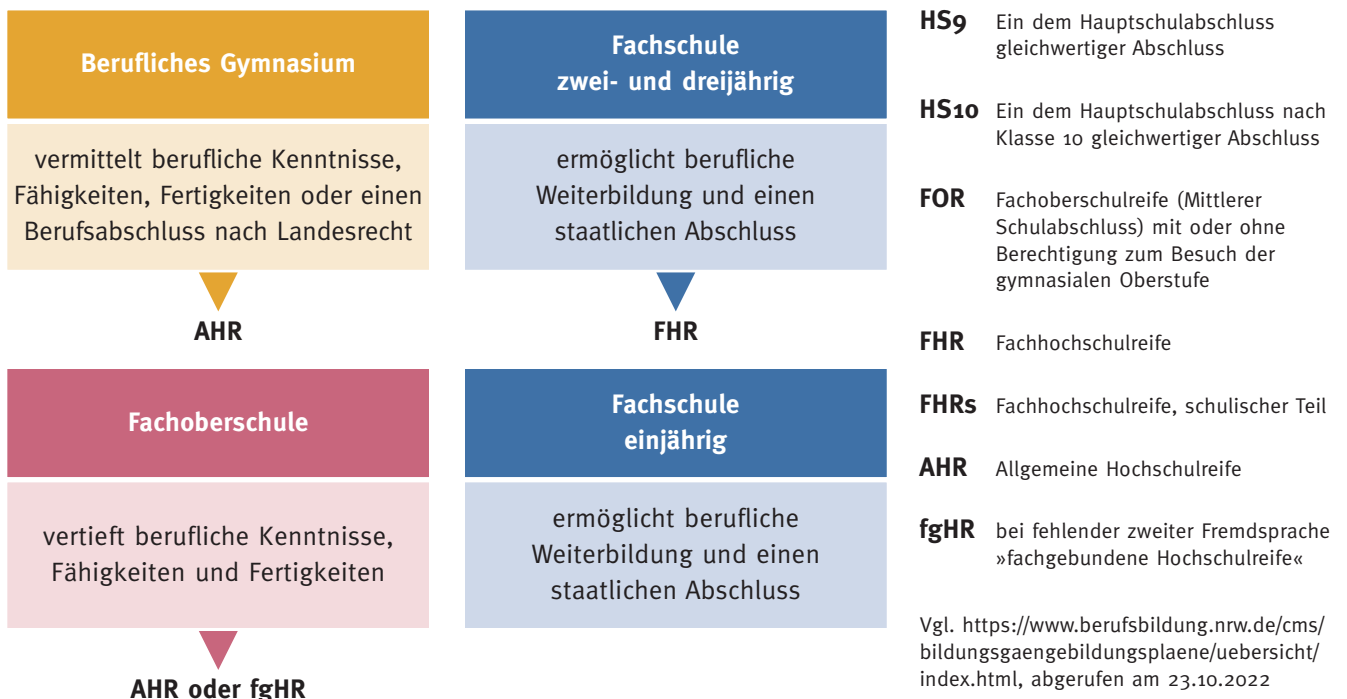 Berufliches Gymnasium
vermittelt berufliche Kenntnisse,
Fähigkeiten, Fertigkeiten oder einen
Berufsabschluss nach Landesrecht
AHR
Fachschule
zwei- und dreijährig
ermöglicht berufliche
Weiterbildung und einen
staatlichen Abschluss
FHR
Fachoberschule
vertieft berufliche Kenntnisse,
Fähigkeiten und Fertigkeiten
AHR oder fgHR
Fachschule
einjährig
ermöglicht berufliche
Weiterbildung und einen
staatlichen Abschluss
HS9 Ein dem Hauptschulabschluss
gleichwertiger Abschluss
HS10 Ein dem Hauptschulabschluss nach
Klasse 10 gleichwertiger Abschluss
FOR Fachoberschulreife (Mittlerer
Schulabschluss) mit oder ohne
Berechtigung zum Besuch der
gymnasialen Oberstufe
FHR Fachhochschulreife
FHRs Fachhochschulreife, schulischer Teil
AHR Allgemeine Hochschulreife
fgHR bei fehlender zweiter Fremdsprache
»fachgebundene Hochschulreife«
Vgl. https://www.berufsbildung.nrw.de/cms/
bildungsgaengebildungsplaene/uebersicht/
index.html, abgerufen am 23.10.2022